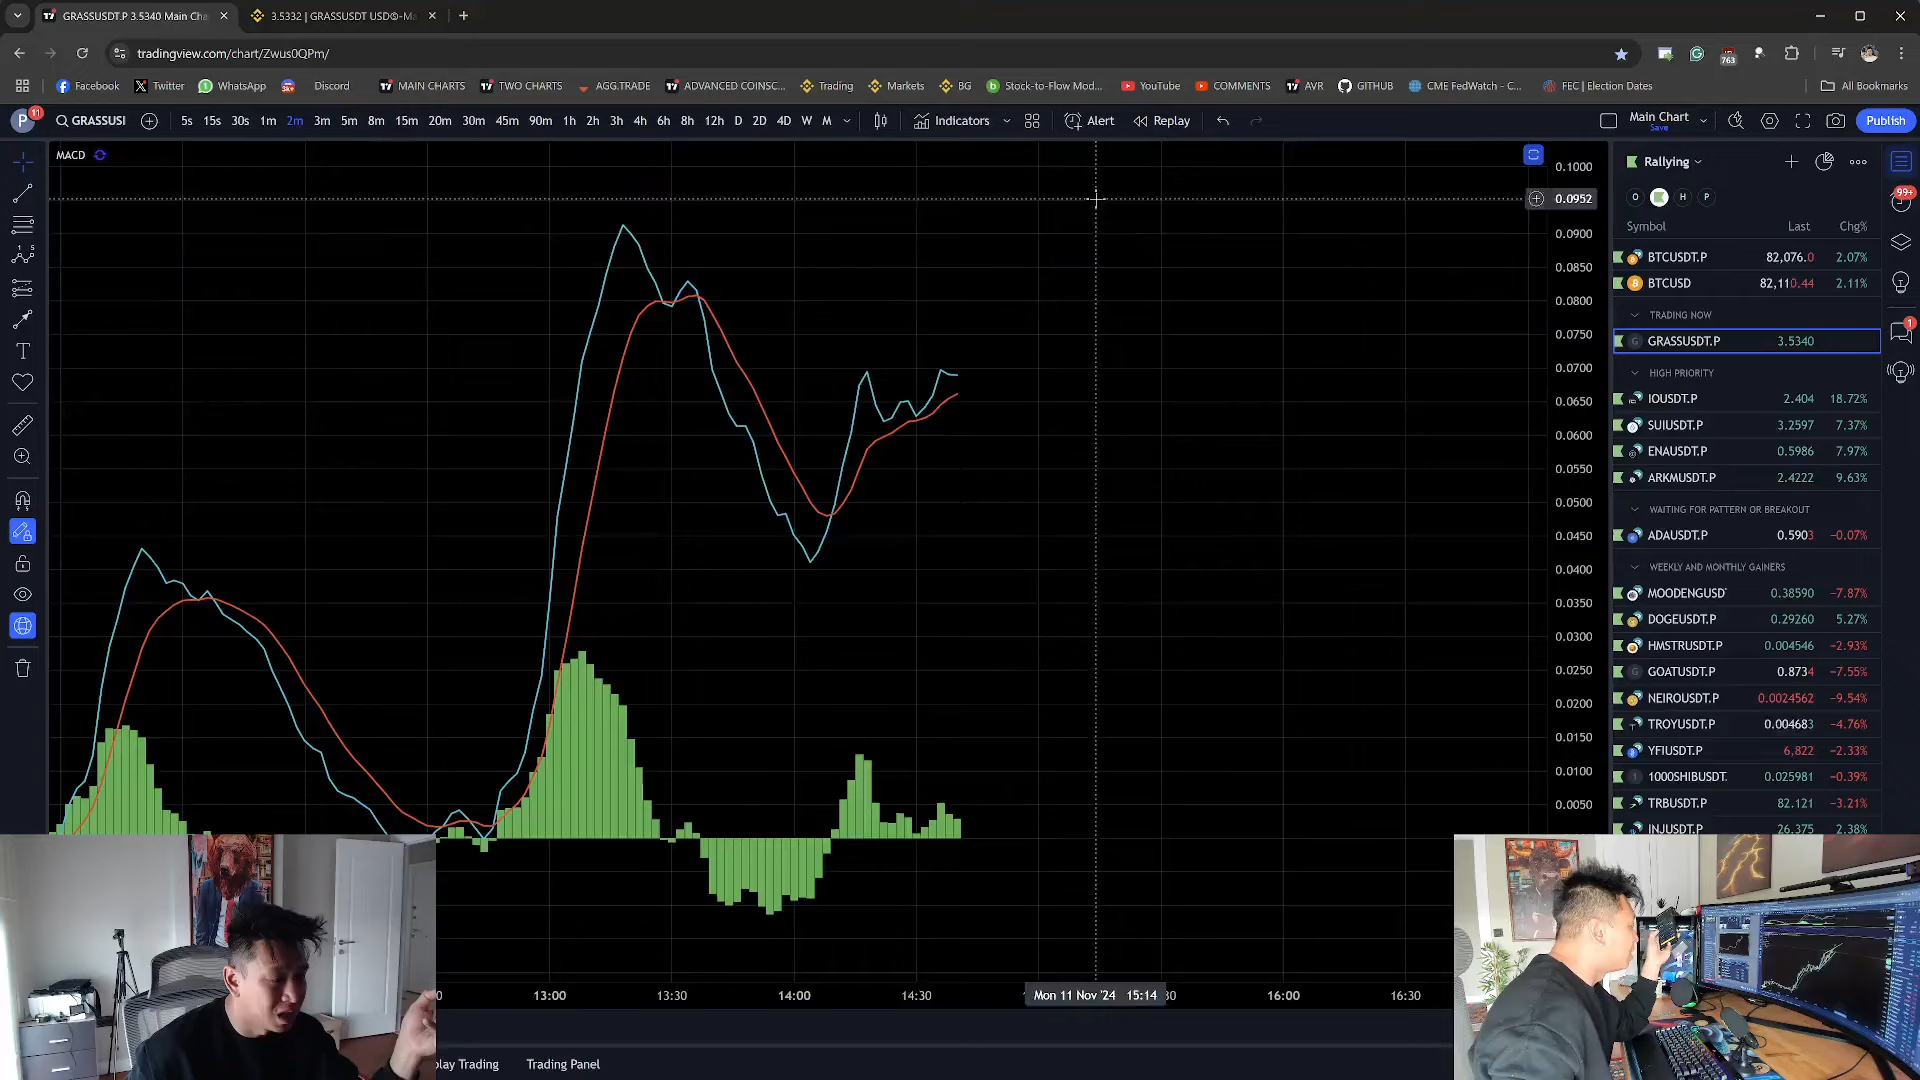 GRASSUSDT.P 3.5340 Main Cha
3.5332 | GRASSUSDT USD©-Ma
tradingview.com/chart/Zwus0QPm/
763
Facebook Twitter WhatsApp 3k+ Discord MAIN CHARTS TWO CHARTS AGG.TRADE ADVANCED COINSC... Trading Markets BG Stock-to-Flow Mod... YouTube COMMENTS AVR GITHUB CME FedWatch - C... FEC | Election Dates All Bookmarks
P 11 GRASSUSI 5s 15s 30s 1m 2m 3m 5m 8m 15m 20m 30m 45m 90m 1h 2h 3h 4h 6h 8h 12h D 2D 4D W M Indicators Alert Replay Main Chart Save Publish
MACD
0.1000
0.0952
0.0900
0.0850
0.0800
0.0750
0.0700
0.0650
0.0600
0.0550
0.0500
0.0450
0.0400
0.0350
0.0300
0.0250
0.0200
0.0150
0.0100
0.0050
Rallying
O H P
99+
1
Symbol Last Chg%
BTCUSDT.P 82,076.0 2.07%
BTCUSD 82,110.44 2.11%
TRADING NOW
GRASSUSDT.P 3.5340
HIGH PRIORITY
IOUSDT.P 2.404 18.72%
SUIUSDT.P 3.2597 7.37%
ENAUSDT.P 0.5986 7.97%
ARKMUSDT.P 2.4222 9.63%
WAITING FOR PATTERN OR BREAKOUT
ADAUSDT.P 0.5903 −0.07%
WEEKLY AND MONTHLY GAINERS
MOODENGUSD 0.38590 −7.87%
DOGEUSDT.P 0.29260 5.27%
HMSTRUSDT.P 0.004546 −2.93%
GOATUSDT.P 0.8734 −7.55%
NEIROUSDT.P 0.0024562 −9.54%
TROYUSDT.P 0.004683 −4.76%
YFIUSDT.P 6,822 −2.33%
1000SHIBUSDT. 0.025981 −0.39%
TRBUSDT.P 82.121 −3.21%
INJUSDT.P 26.375 2.38%
0 13:00 13:30 14:00 14:30 Mon 11 Nov '24 15:14 30 16:00 16:30
play Trading Trading Panel